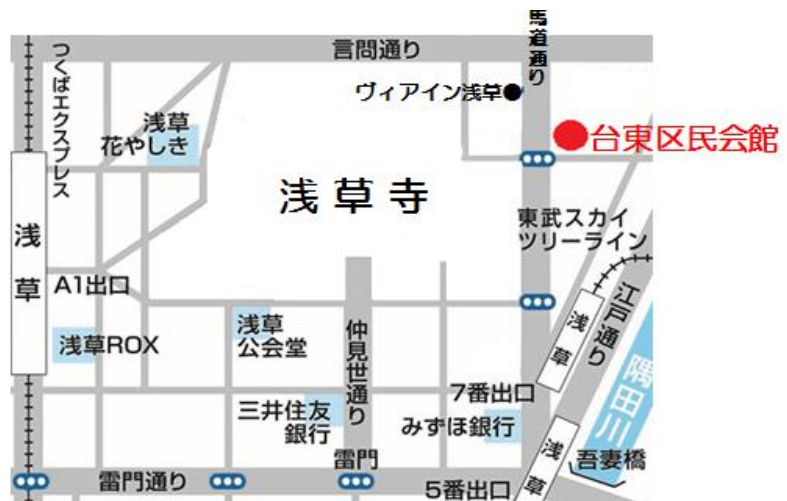 言問通り
馬道通り
つくばエクスプレス
ヴィアイン浅草
浅草
花やしき
台東区民会館
浅草寺
東武スカイ
ツリーライン
浅草
A1出口
江戸通り
浅草ROX
浅草
公会堂
仲見世通り
浅草
隅田川
7番出口
三井住友
銀行
みずほ銀行
雷門
吾妻橋
雷門通り
5番出口
浅草